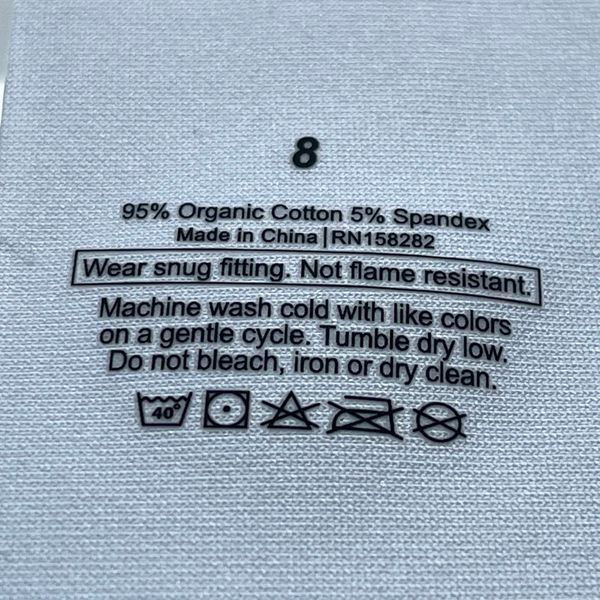 8
95% Organic Cotton 5% Spandex
Made in China|RN158282
Wear snug fitting. Not flame resistant.
Machine wash cold with like colors
on a gentle cycle. Tumble dry low.
Do not bleach, iron or dry clean.
40°